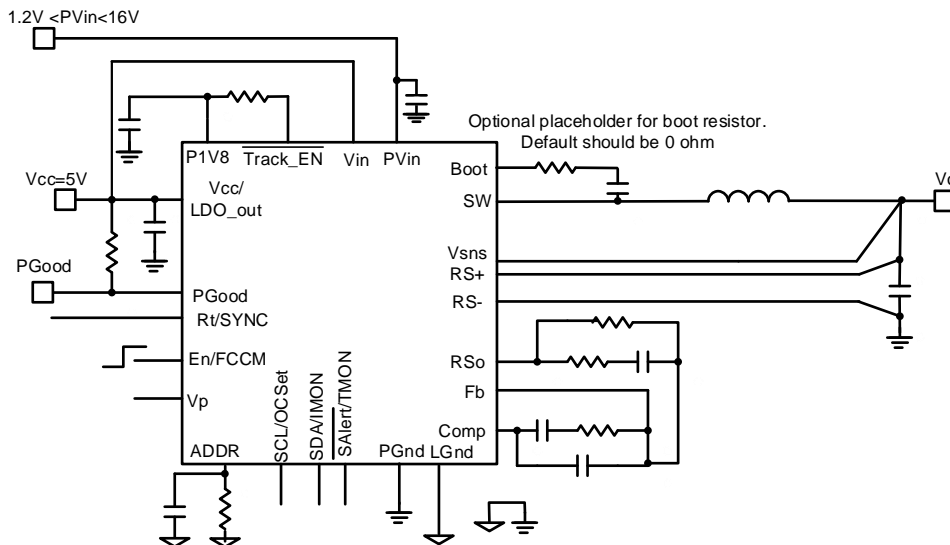 1.2V <PVin<16V
Optional placeholder for boot resistor.
Default should be 0 ohm
P1V8
Track_EN
Vin
PVin
Boot
Vcc=5V
Vcc/
LDO_out
SW
Vsns
PGood
RS+
PGood
RS-
Rt/SYNC
En/FCCM
RSo
Vp
Fb
Comp
ADDR
SCL/OCSet
SDA/IMON
SAlert/TMON
PGnd
LGnd